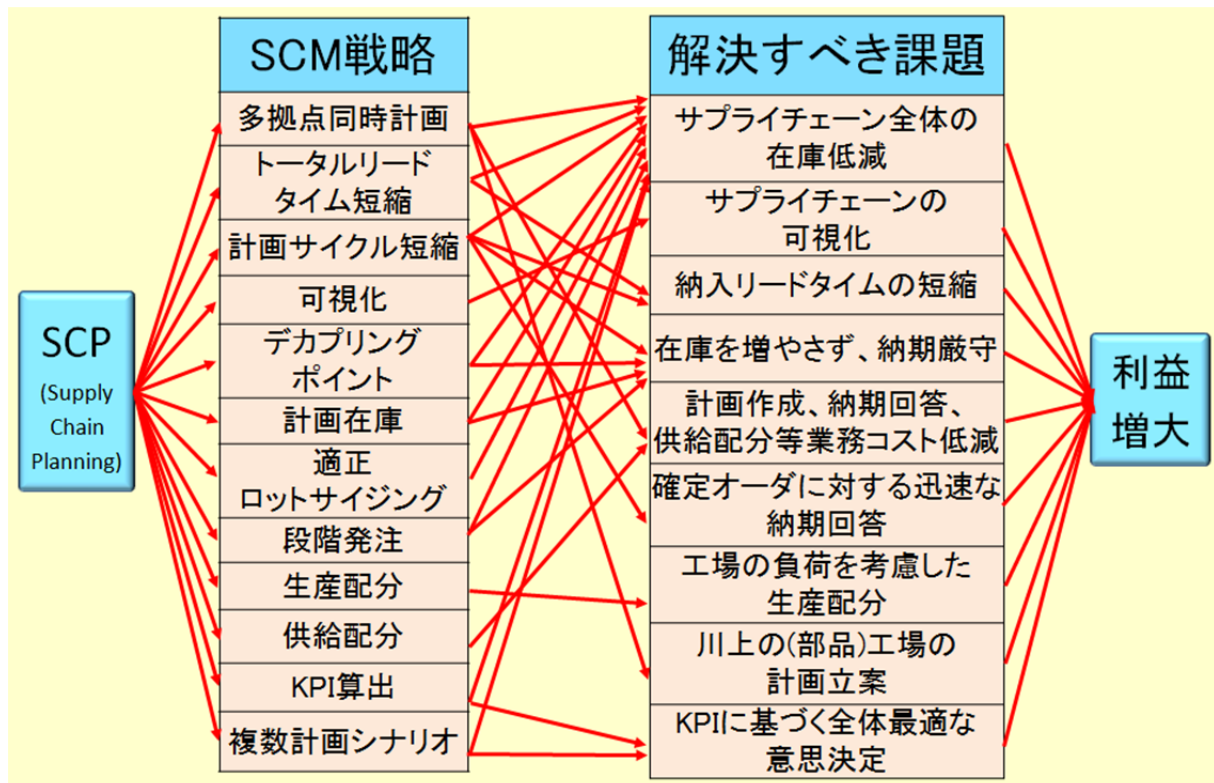 SCP
(Supply
Chain
Planning)
SCM戦略
多拠点同時計画
トータルリード
タイム短縮
計画サイクル短縮
可視化
デカプリング
ポイント
計画在庫
適正
ロットサイジング
段階発注
生産配分
供給配分
KPI算出
複数計画シナリオ
解決すべき課題
サプライチェーン全体の
在庫低減
サプライチェーンの
可視化
納入リードタイムの短縮
在庫を増やさず、納期厳守
計画作成、納期回答、
供給配分等業務コスト低減
確定オーダに対する迅速な
納期回答
工場の負荷を考慮した
生産配分
川上の(部品)工場の
計画立案
KPIに基づく全体最適な
意思決定
利益
増大